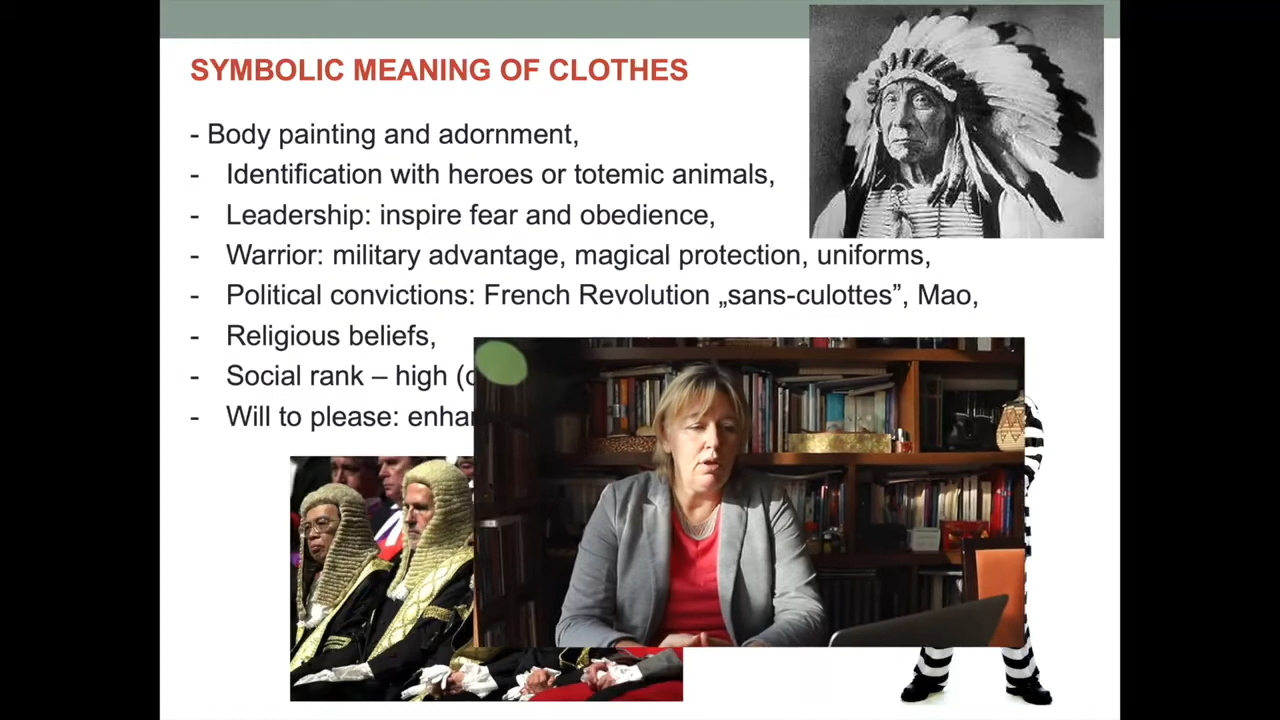 SYMBOLIC MEANING OF CLOTHES
- Body painting and adornment,
- Identification with heroes or totemic animals,
- Leadership: inspire fear and obedience,
- Warrior: military advantage, magical protection, uniforms,
- Political convictions: French Revolution „sans-culottes”, Mao,
- Religious beliefs,
- Social rank – high (
- Will to please: